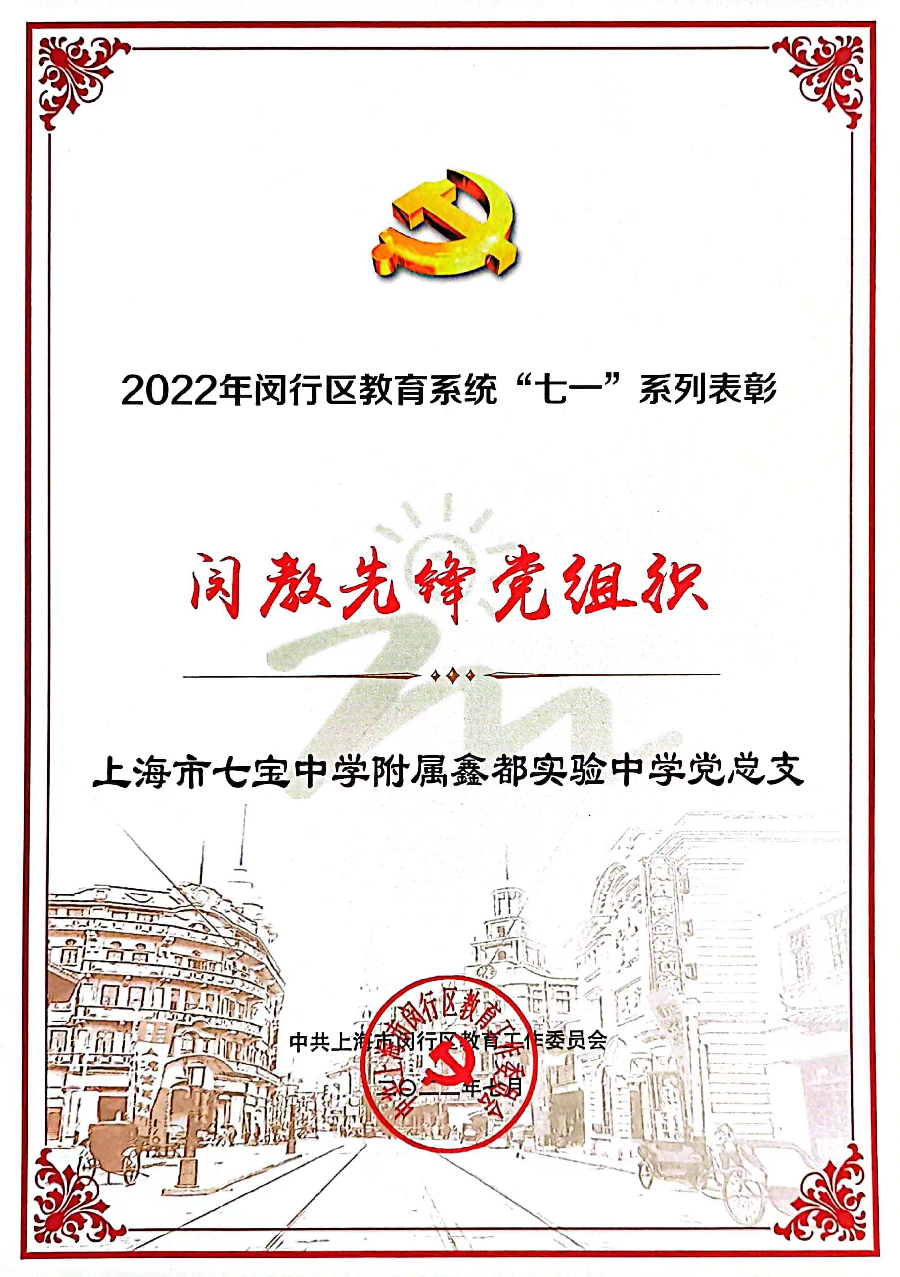 2022年闵行区教育系统“七一”系列表彰
闵教先锋党组织
上海市七宝中学附属鑫都实验中学党总支
中共上海市闵行区教育工作委员会
二〇二二年七月
中共上海市闵行区教育工作委员会